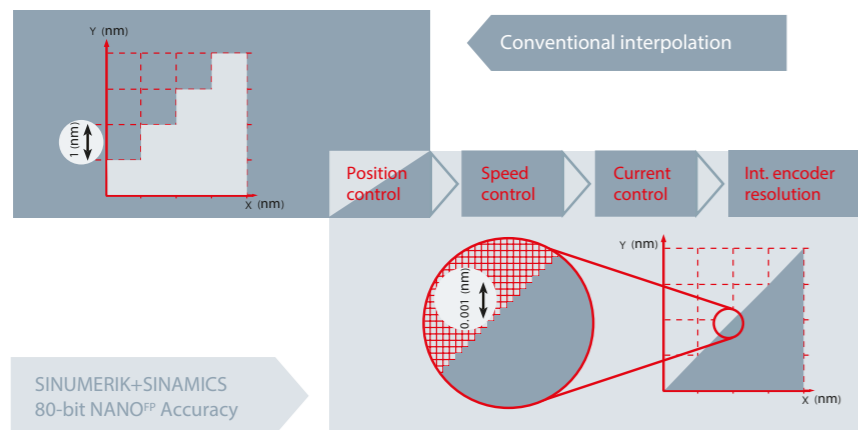 Y (nm)
Conventional interpolation
1 (nm)
X (nm)
Position
control
Speed
control
Current
control
Int. encoder
resolution
Y (nm)
0.001 (nm)
X (nm)
SINUMERIK+SINAMICS
80-bit NANOᶠᴾ Accuracy